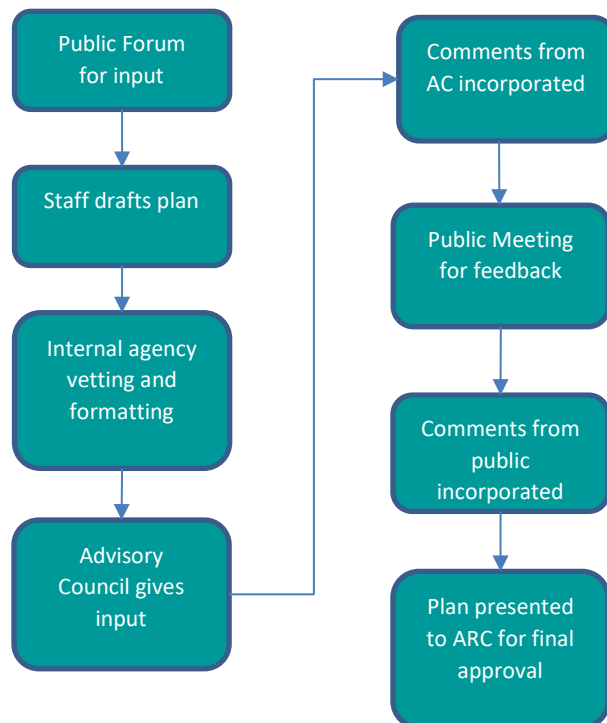 Public Forum
for input
Staff drafts plan
Internal agency
vetting and
formatting
Advisory
Council gives
input
Comments from
AC incorporated
Public Meeting
for feedback
Comments from
public
incorporated
Plan presented
to ARC for final
approval